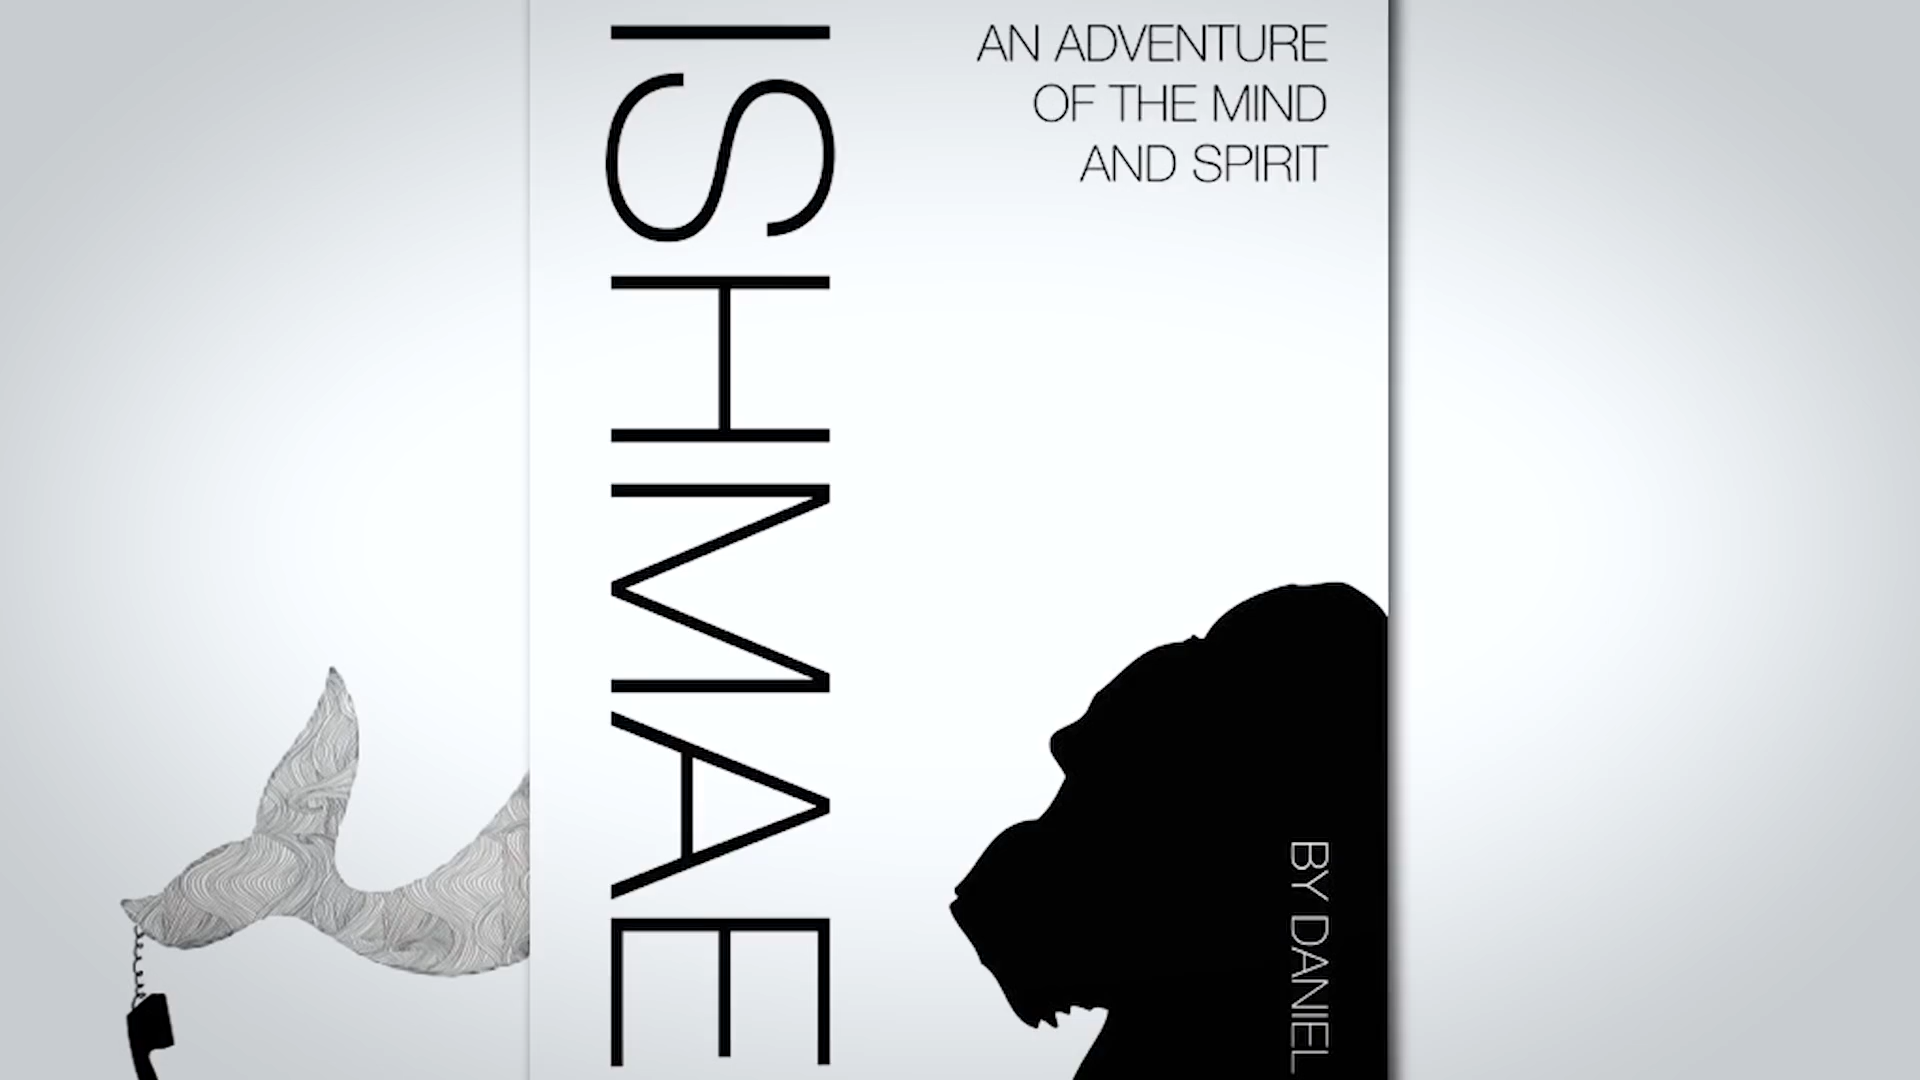 ISHMAE
AN ADVENTURE
OF THE MIND
AND SPIRIT
BY DANIEL